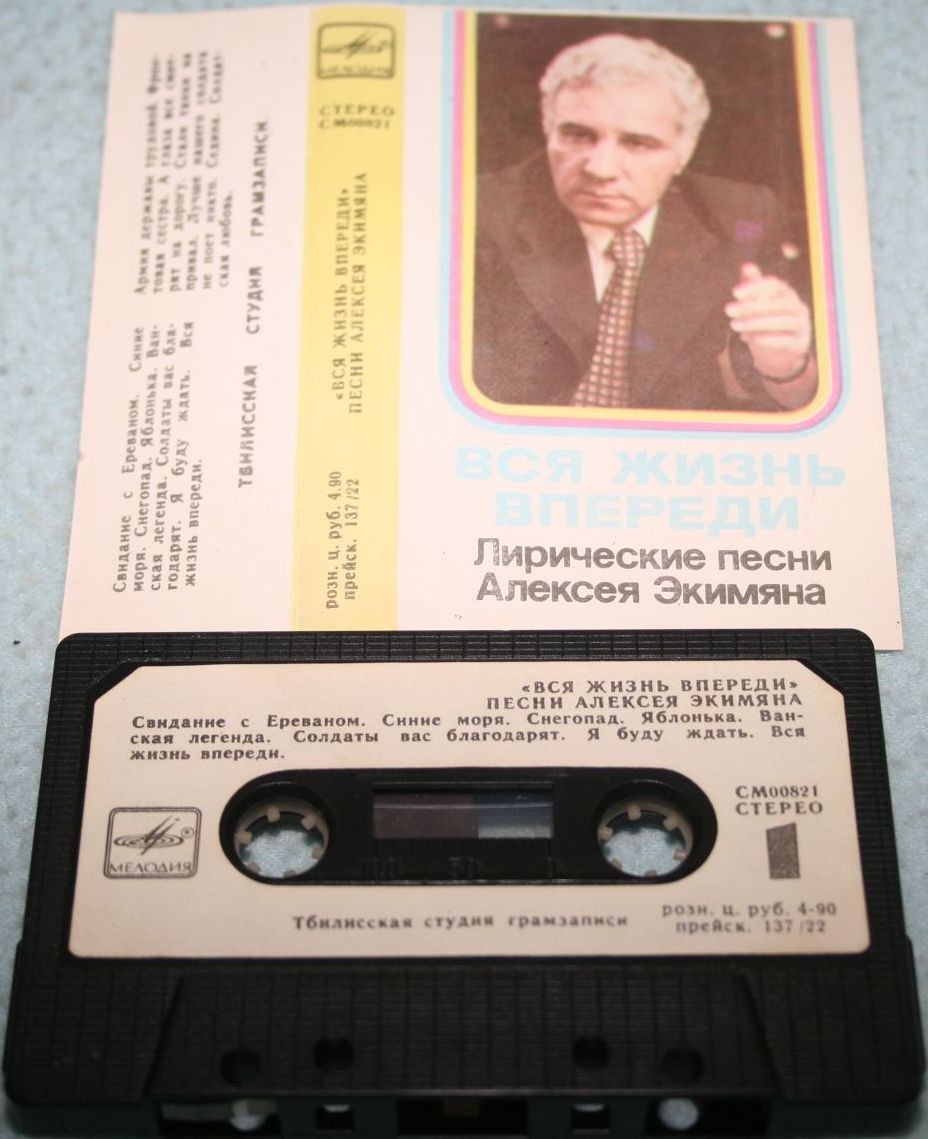 Свидание с Ереваном. Синие
моря. Снегопад. Яблонька. Ван-
ская легенда. Солдаты вас бла-
годарят. Я буду ждать. Вся
жизнь впереди.
Армия державы трудовой. Фрон-
товая сестра. А глаза все смот-
рят на дорогу. Стали танки на
привал. Лучше нашего солдата
не поет никто. Седина. Солдат-
ская любовь.
ТБИЛИССКАЯ СТУДИЯ ГРАМЗАПИСИ
МЕЛОДИЯ
СТЕРЕО
СМ00821
«ВСЯ ЖИЗНЬ ВПЕРЕДИ»
ПЕСНИ АЛЕКСЕЯ ЭКИМЯНА
розн. ц. руб. 4.90
прейск. 137/22
ВСЯ ЖИЗНЬ
ВПЕРЕДИ
Лирические песни
Алексея Экимяна
«ВСЯ ЖИЗНЬ ВПЕРЕДИ»
ПЕСНИ АЛЕКСЕЯ ЭКИМЯНА
Свидание с Ереваном. Синие моря. Снегопад. Яблонька. Ван-
ская легенда. Солдаты вас благодарят. Я буду ждать. Вся
жизнь впереди.
СМ00821
СТЕРЕО
1
МЕЛОДИЯ ®
100 50 0
Тбилисская студия грамзаписи
розн. ц. руб. 4-90
прейск. 137/22